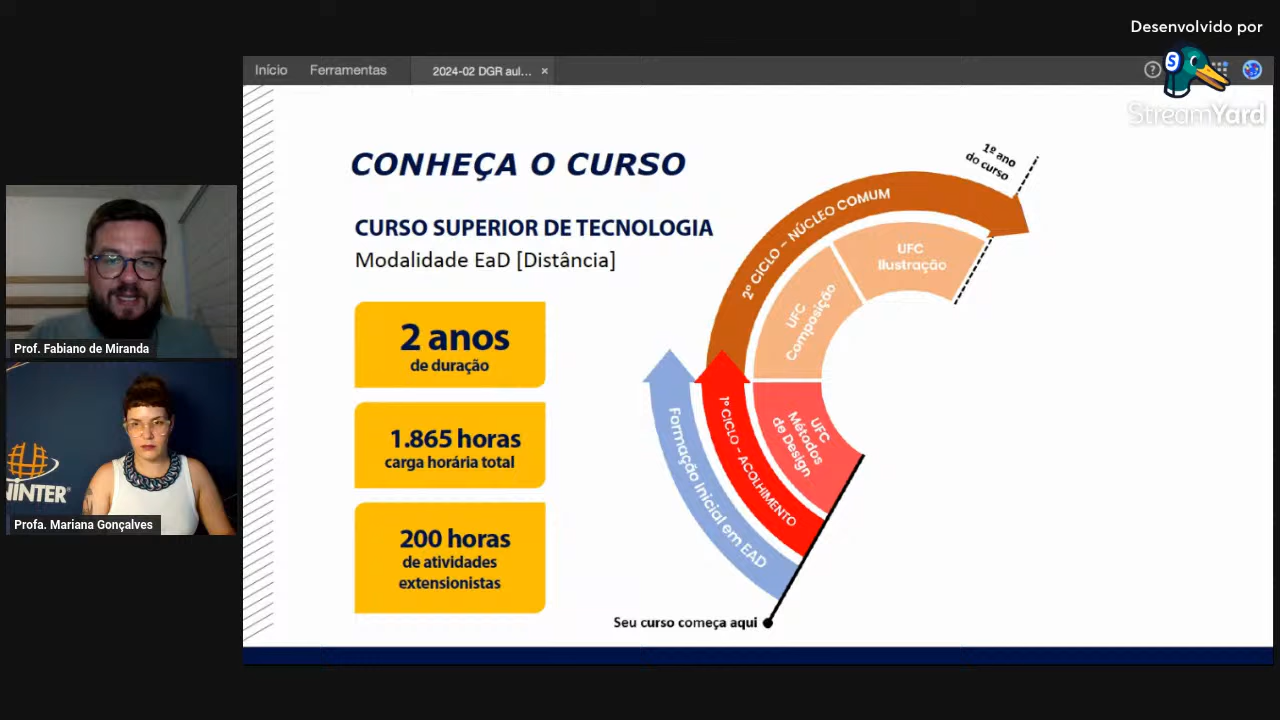 Desenvolvido por
StreamYard
Início
Ferramentas
2024-02 DGR aul... ×
?
S
CONHEÇA O CURSO
CURSO SUPERIOR DE TECNOLOGIA
Modalidade EaD [Distância]
2 anos
de duração
1.865 horas
carga horária total
200 horas
de atividades
extensionistas
1º ano
do curso
2º CICLO – NÚCLEO COMUM
UFC
Ilustração
UFC
Composição
UFC
Métodos
de Design
1º CICLO – ACOLHIMENTO
Formação Inicial em EAD
Seu curso começa aqui
Prof. Fabiano de Miranda
NINTER
Profa. Mariana Gonçalves